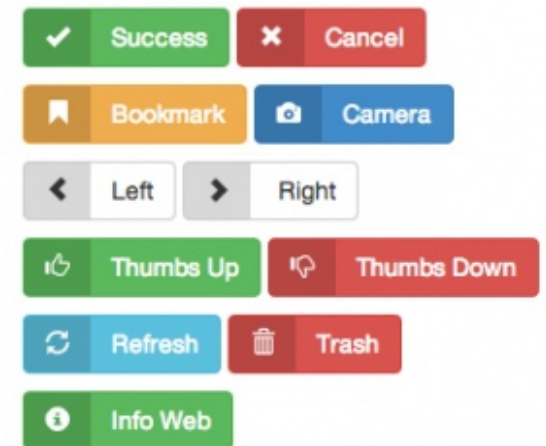 Success Cancel
Bookmark Camera
Left Right
Thumbs Up Thumbs Down
Refresh Trash
Info Web